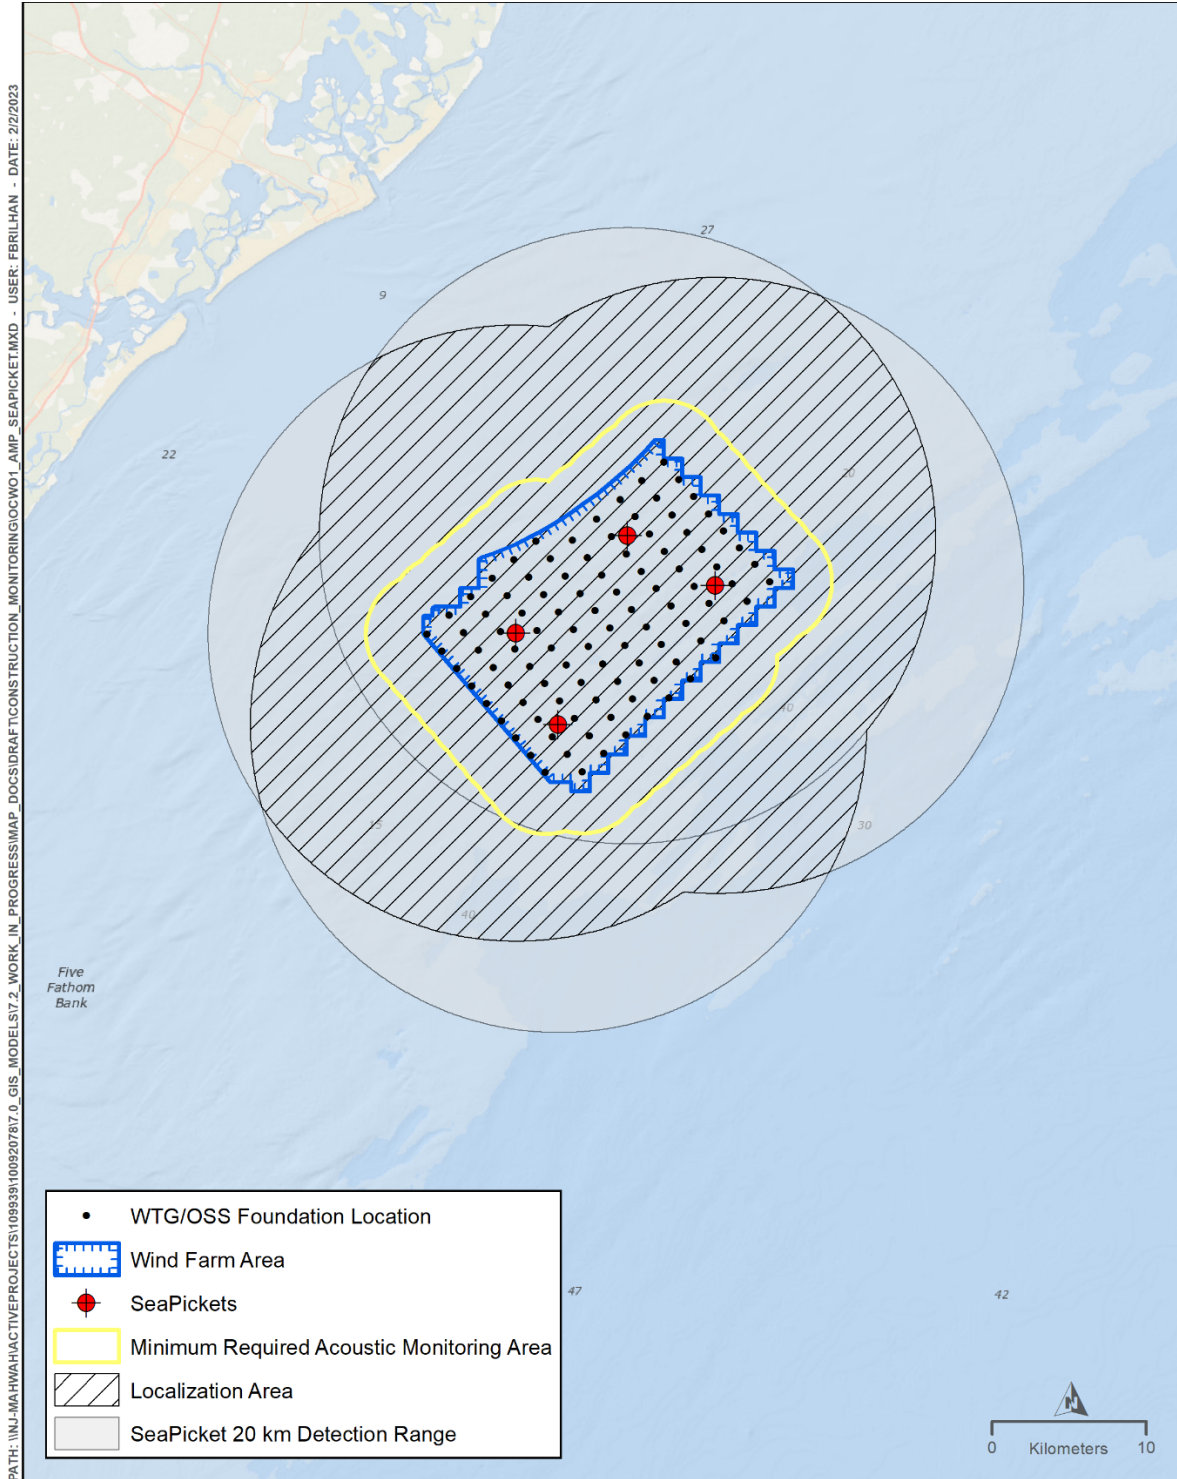 PATH: \\NJ-MAHWAH\ACTIVEPROJECTS\109939\10092078\7.0_GIS_MODELS\7.2_WORK_IN_PROGRESS\MAP_DOCS\DRAFT\CONSTRUCTION_MONITORING\OCWO1_AMP_SEAPICKET.MXD - USER: FBRILHAN - DATE: 2/2/2023
27
9
22
20
40
15
30
40
Five
Fathom
Bank
47
42
WTG/OSS Foundation Location
Wind Farm Area
SeaPickets
Minimum Required Acoustic Monitoring Area
Localization Area
SeaPicket 20 km Detection Range
N
0 Kilometers 10